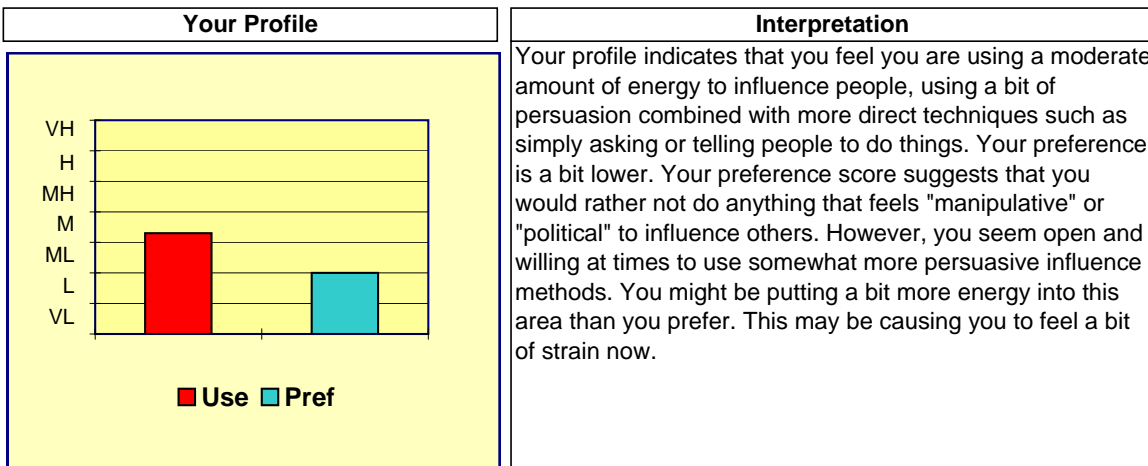 Your Profile
VH
H
MH
M
ML
L
VL
Use Pref
Interpretation
Your profile indicates that you feel you are using a moderate
amount of energy to influence people, using a bit of
persuasion combined with more direct techniques such as
simply asking or telling people to do things. Your preference
is a bit lower. Your preference score suggests that you
would rather not do anything that feels "manipulative" or
"political" to influence others. However, you seem open and
willing at times to use somewhat more persuasive influence
methods. You might be putting a bit more energy into this
area than you prefer. This may be causing you to feel a bit
of strain now.